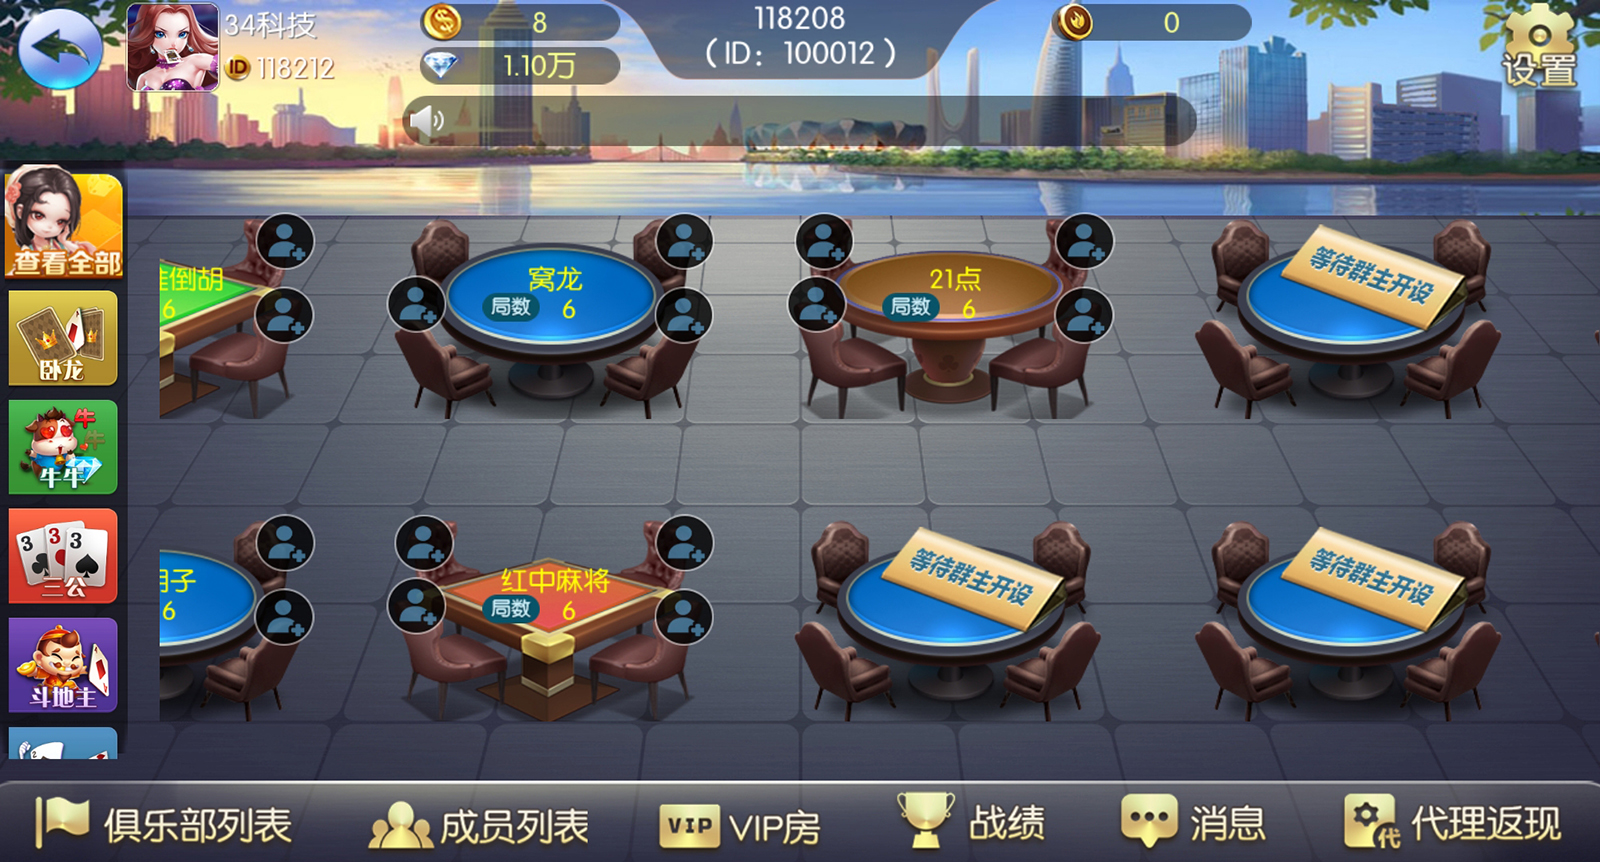 34科技
ID 118212
8
1.10万
118208
(ID: 100012 )
0
设置
查看全部
卧龙
牛
牛
牛牛
3 3 3
三公
斗地主
倒胡
6
窝龙
局数 6
21点
局数 6
等待群主开设
子
6
红中麻将
局数 6
等待群主开设
等待群主开设
俱乐部列表
成员列表
VIP VIP房
战绩
消息
代 代理返现